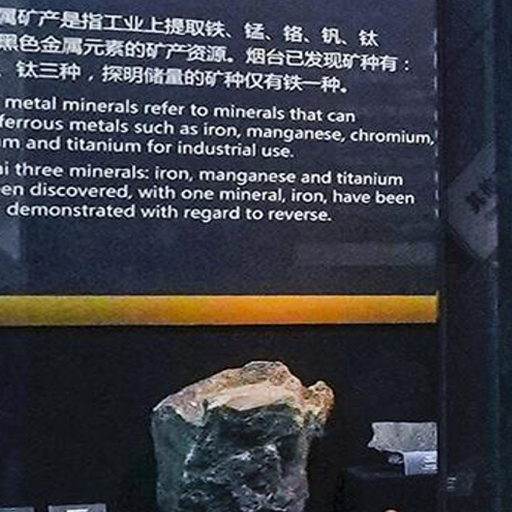 属矿产是指工业上提取铁、锰、铬、钒、钛
黑色金属元素的矿产资源。烟台已发现矿种有：
、钛三种，探明储量的矿种仅有铁一种。
metal minerals refer to minerals that can
ferrous metals such as iron, manganese, chromium,
m and titanium for industrial use.
ai three minerals: iron, manganese and titanium
en discovered, with one mineral, iron, have been
demonstrated with regard to reverse.